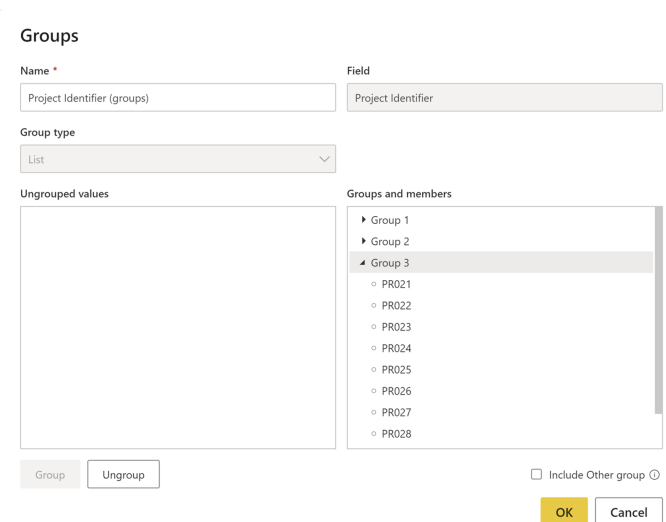 Groups
Name *
Field
Project Identifier (groups)
Project Identifier
Group type
List
Ungrouped values
Groups and members
Group 1
Group 2
Group 3
PR021
PR022
PR023
PR024
PR025
PR026
PR027
PR028
Group
Ungroup
Include Other group
OK
Cancel